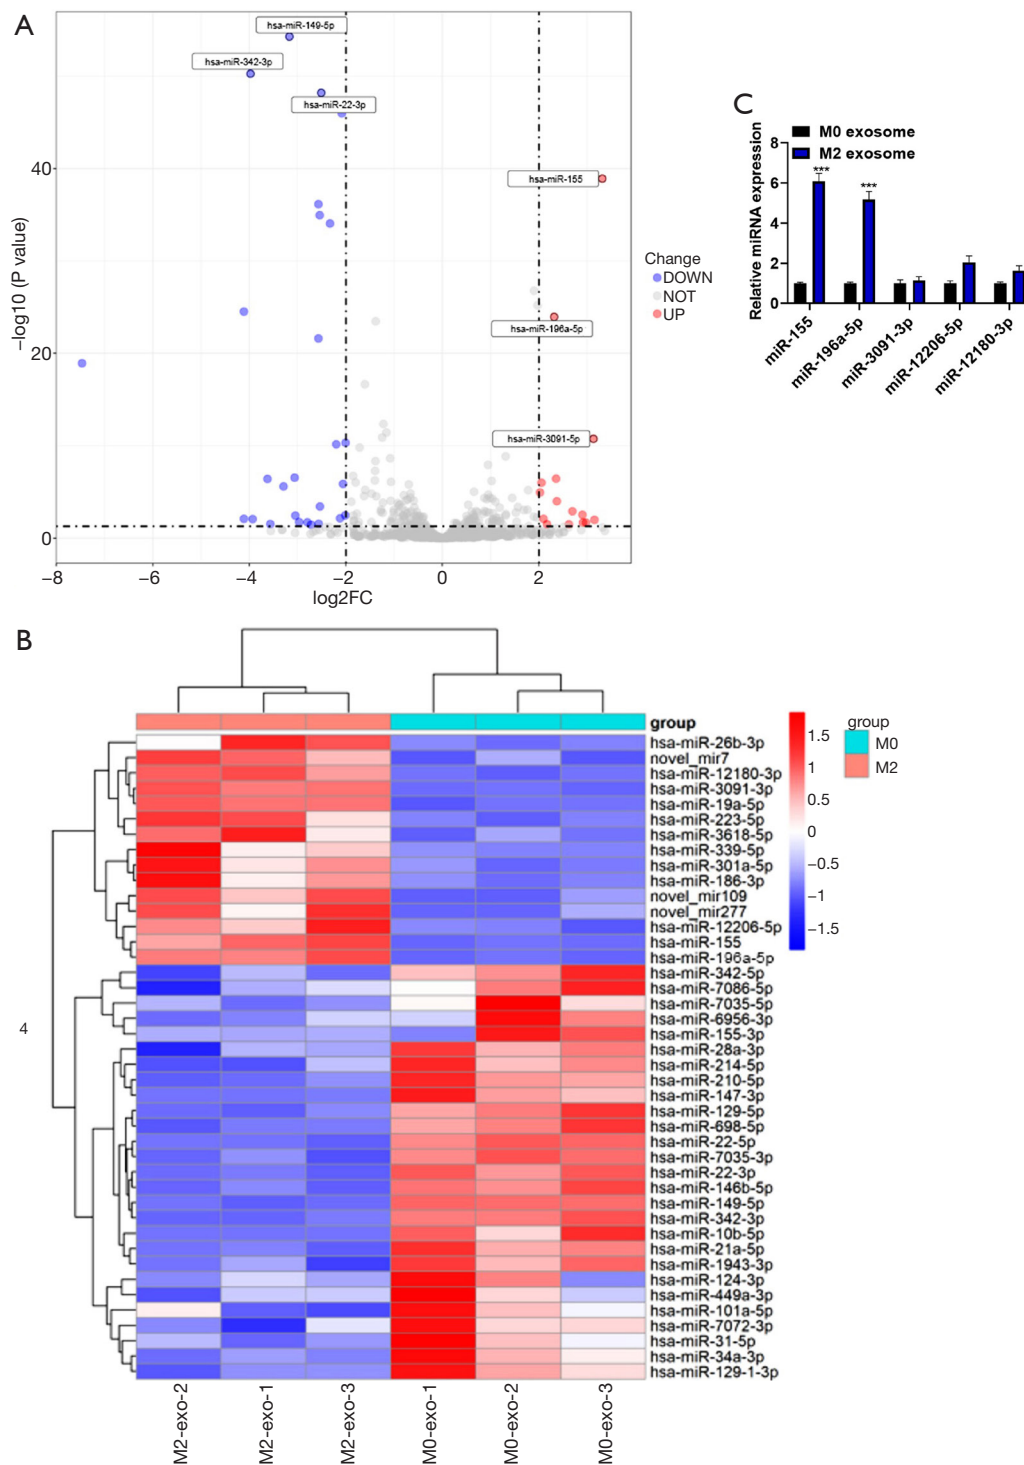 A
hsa-miR-149-5p
hsa-miR-342-3p
hsa-miR-22-3p
hsa-miR-155
hsa-miR-196a-5p
hsa-miR-3091-5p
40
20
0
−log10 (P value)
−8
−6
−4
−2
0
2
log2FC
Change
DOWN
NOT
UP
C
M0 exosome
M2 exosome
Relative miRNA expression
8
6
4
2
0
***
***
miR-155
miR-196a-5p
miR-3091-3p
miR-12206-5p
miR-12180-3p
B
group
hsa-miR-26b-3p
novel_mir7
hsa-miR-12180-3p
hsa-miR-3091-3p
hsa-miR-19a-5p
hsa-miR-223-5p
hsa-miR-3618-5p
hsa-miR-339-5p
hsa-miR-301a-5p
hsa-miR-186-3p
novel_mir109
novel_mir277
hsa-miR-12206-5p
hsa-miR-155
hsa-miR-196a-5p
hsa-miR-342-5p
hsa-miR-7086-5p
hsa-miR-7035-5p
hsa-miR-6956-3p
hsa-miR-155-3p
hsa-miR-28a-3p
hsa-miR-214-5p
hsa-miR-210-5p
hsa-miR-147-3p
hsa-miR-129-5p
hsa-miR-698-5p
hsa-miR-22-5p
hsa-miR-7035-3p
hsa-miR-22-3p
hsa-miR-146b-5p
hsa-miR-149-5p
hsa-miR-342-3p
hsa-miR-10b-5p
hsa-miR-21a-5p
hsa-miR-1943-3p
hsa-miR-124-3p
hsa-miR-449a-3p
hsa-miR-101a-5p
hsa-miR-7072-3p
hsa-miR-31-5p
hsa-miR-34a-3p
hsa-miR-129-1-3p
4
M2-exo-2
M2-exo-1
M2-exo-3
M0-exo-1
M0-exo-2
M0-exo-3
1.5
1
0.5
0
−0.5
−1
−1.5
group
M0
M2